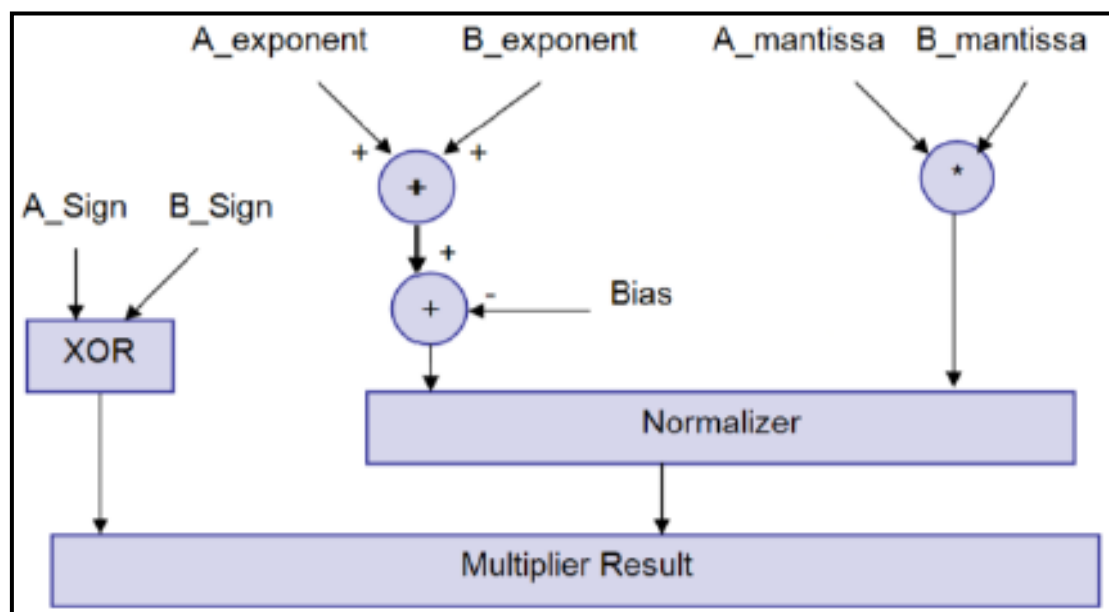 A_exponent B_exponent A_mantissa B_mantissa
+ + + *
A_Sign B_Sign
+
+ - Bias
XOR
Normalizer
Multiplier Result